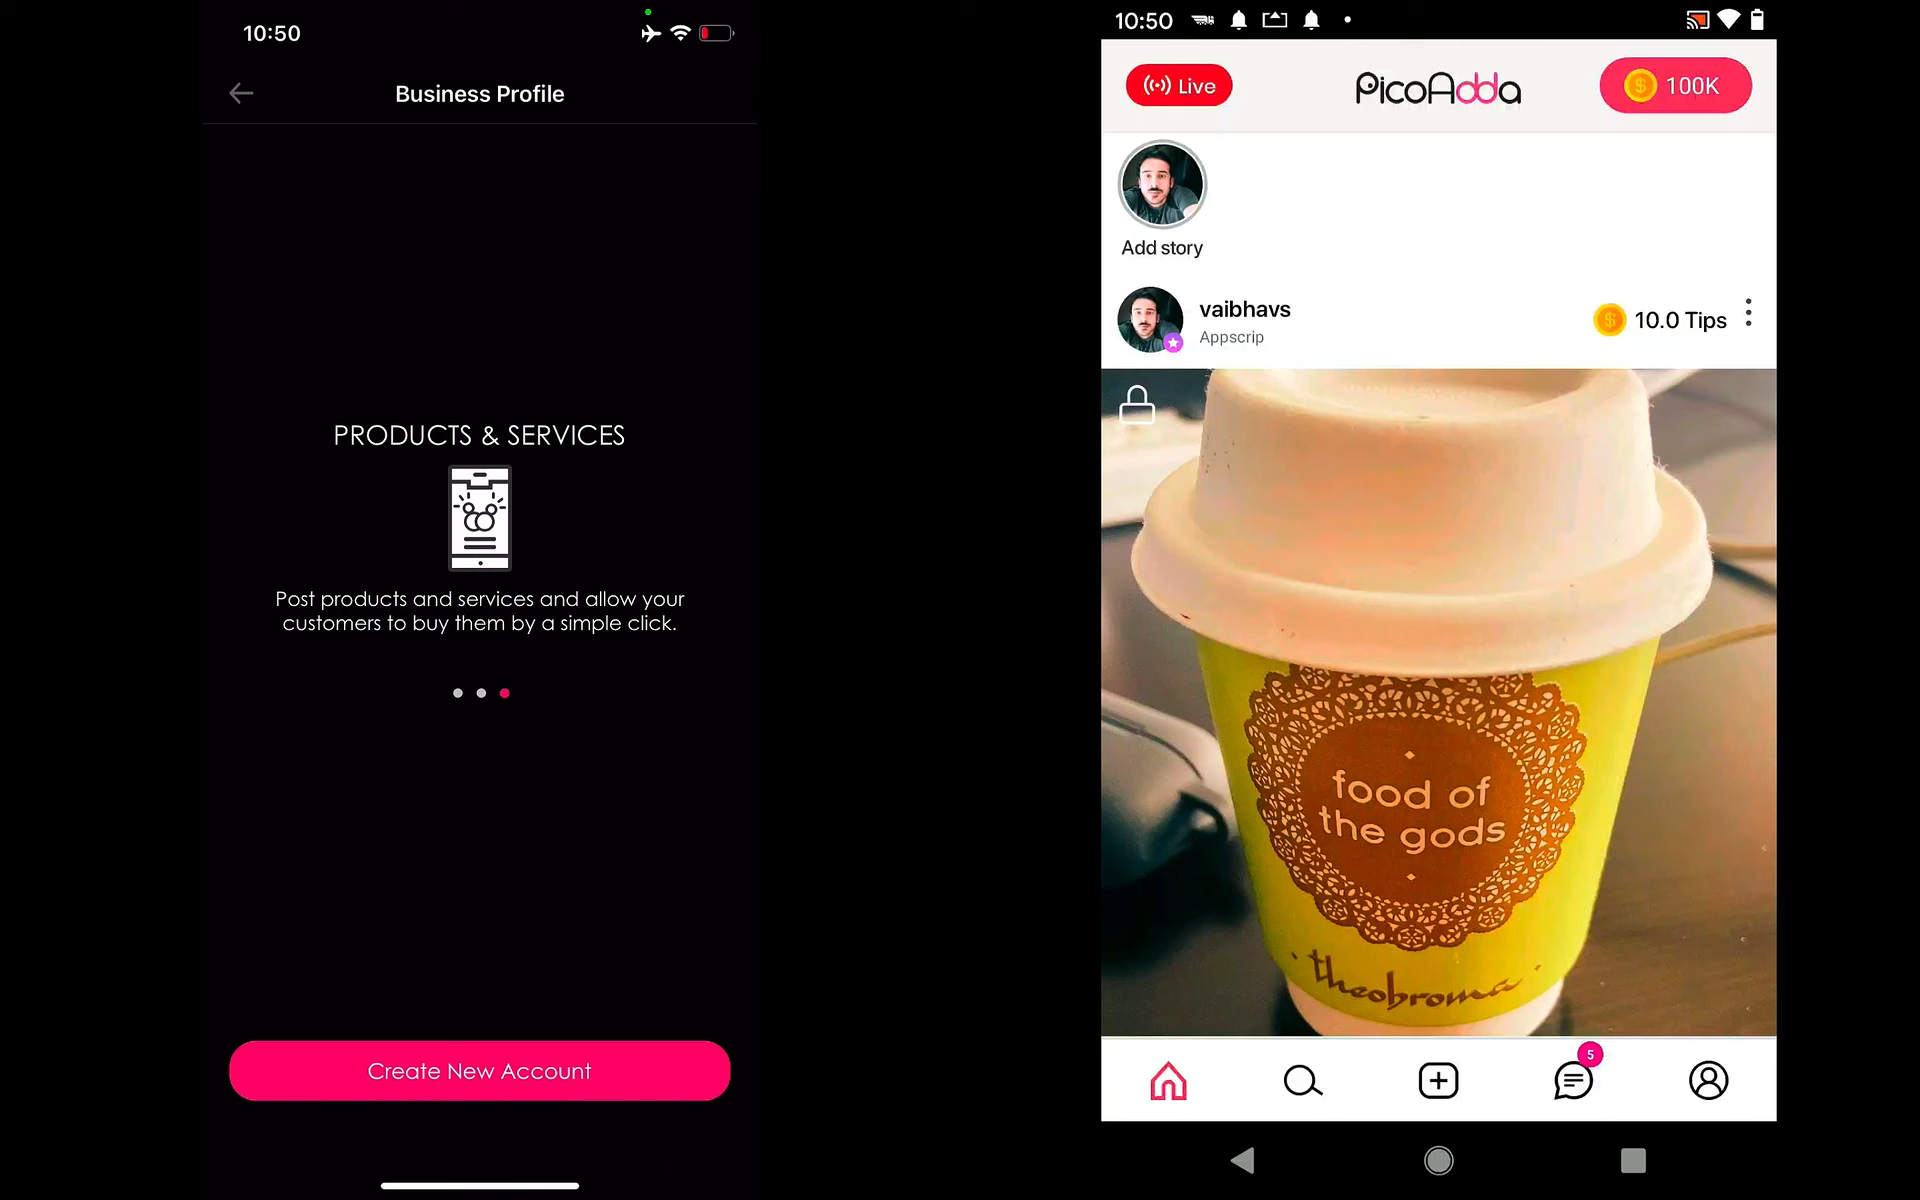 10:50
Business Profile
PRODUCTS & SERVICES
Post products and services and allow your
customers to buy them by a simple click.
Create New Account
10:50
Live
PicoAdda
100K
Add story
vaibhavs
Appscrip
10.0 Tips
food of
the gods
theobroma
5